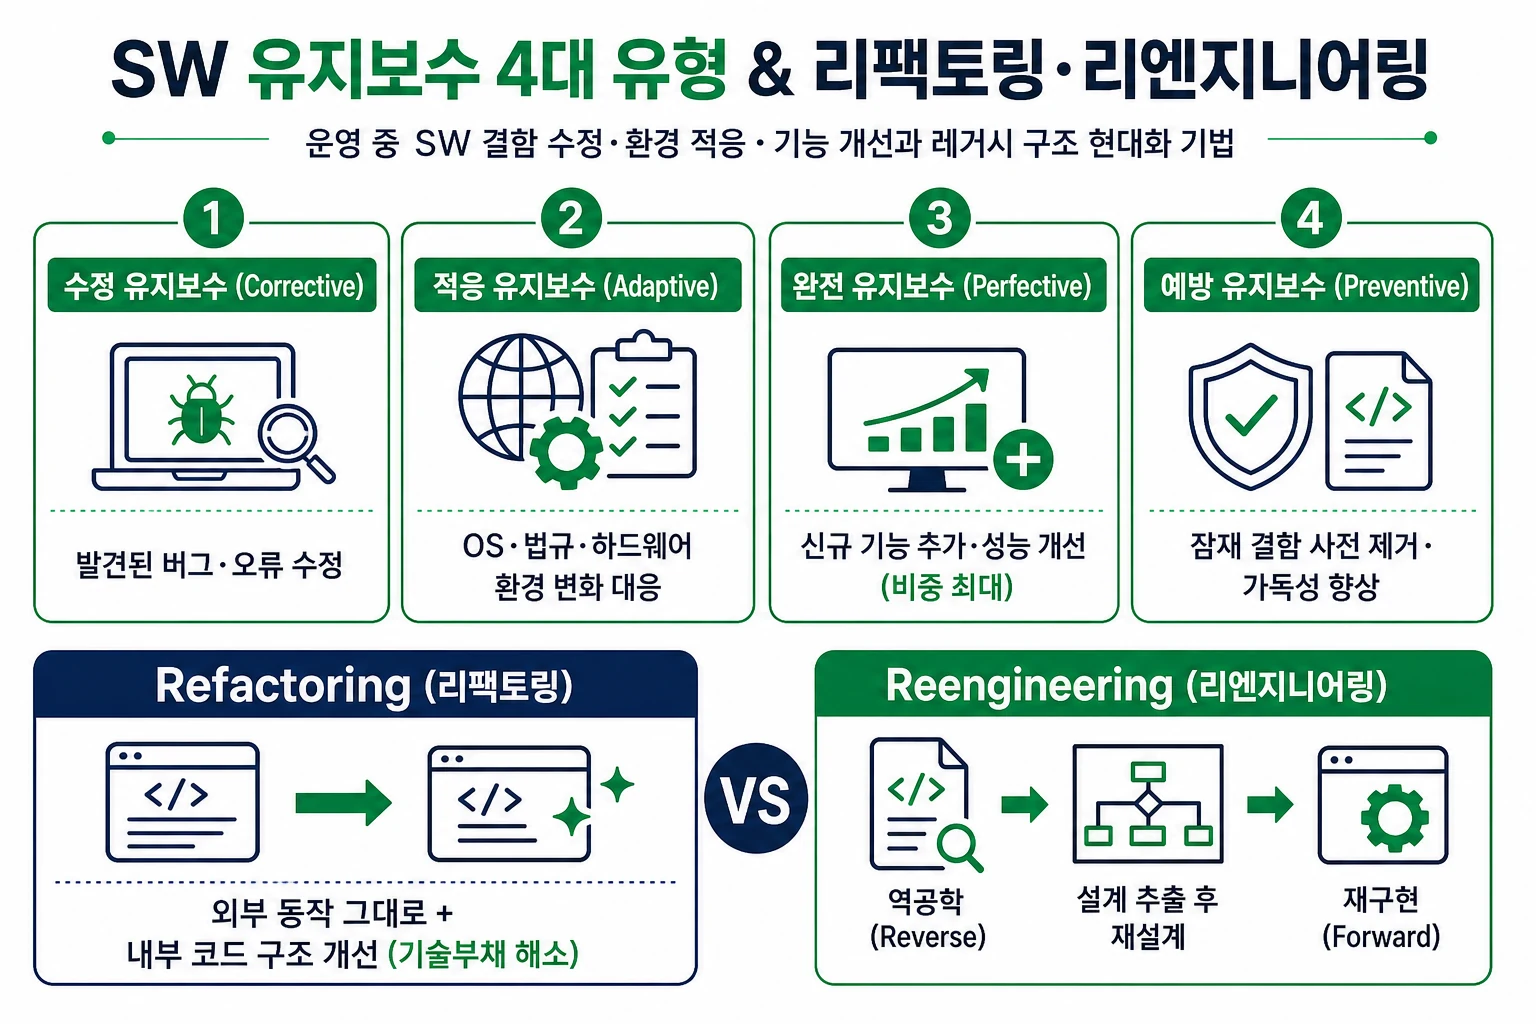 SW 유지보수 4대 유형 & 리팩토링·리엔지니어링
운영 중 SW 결함 수정·환경 적응·기능 개선과 레거시 구조 현대화 기법
1
수정 유지보수 (Corrective)
발견된 버그·오류 수정
2
적응 유지보수 (Adaptive)
OS·법규·하드웨어
환경 변화 대응
3
완전 유지보수 (Perfective)
신규 기능 추가·성능 개선
(비중 최대)
4
예방 유지보수 (Preventive)
</>
잠재 결함 사전 제거·
가독성 향상
Refactoring (리팩토링)
</>
</>
외부 동작 그대로 +
내부 코드 구조 개선 (기술부채 해소)
VS
Reengineering (리엔지니어링)
</>
역공학
(Reverse)
설계 추출 후
재설계
재구현
(Forward)